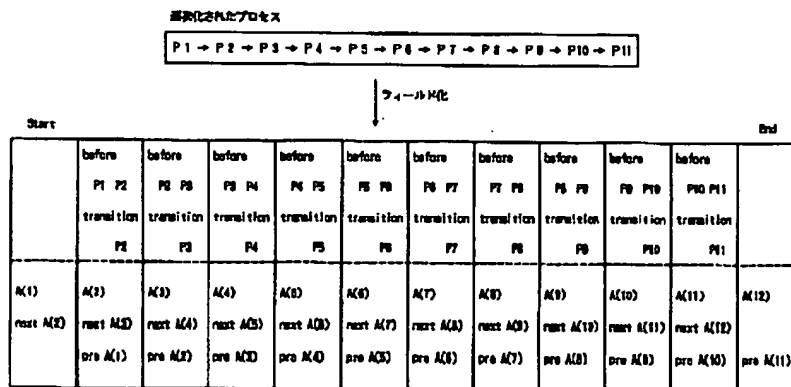 連数化されたプロセス
P1 → P2 → P3 → P4 → P5 → P6 → P7 → P8 → P9 → P10 → P11
フィールド化
Start End
before before before before before before before before before before
P1 P2 P2 P3 P3 P4 P4 P5 P5 P6 P6 P7 P7 P8 P8 P9 P9 P10 P10 P11
transition transition transition transition transition transition transition transition transition transition
P2 P3 P4 P5 P6 P7 P8 P9 P10 P11
A(1) A(2) A(3) A(4) A(5) A(6) A(7) A(8) A(9) A(10) A(11) A(12)
next A(2) next A(3) next A(4) next A(5) next A(6) next A(7) next A(8) next A(9) next A(10) next A(11) next A(12)
pre A(1) pre A(2) pre A(3) pre A(4) pre A(5) pre A(6) pre A(7) pre A(8) pre A(9) pre A(10) pre A(11)